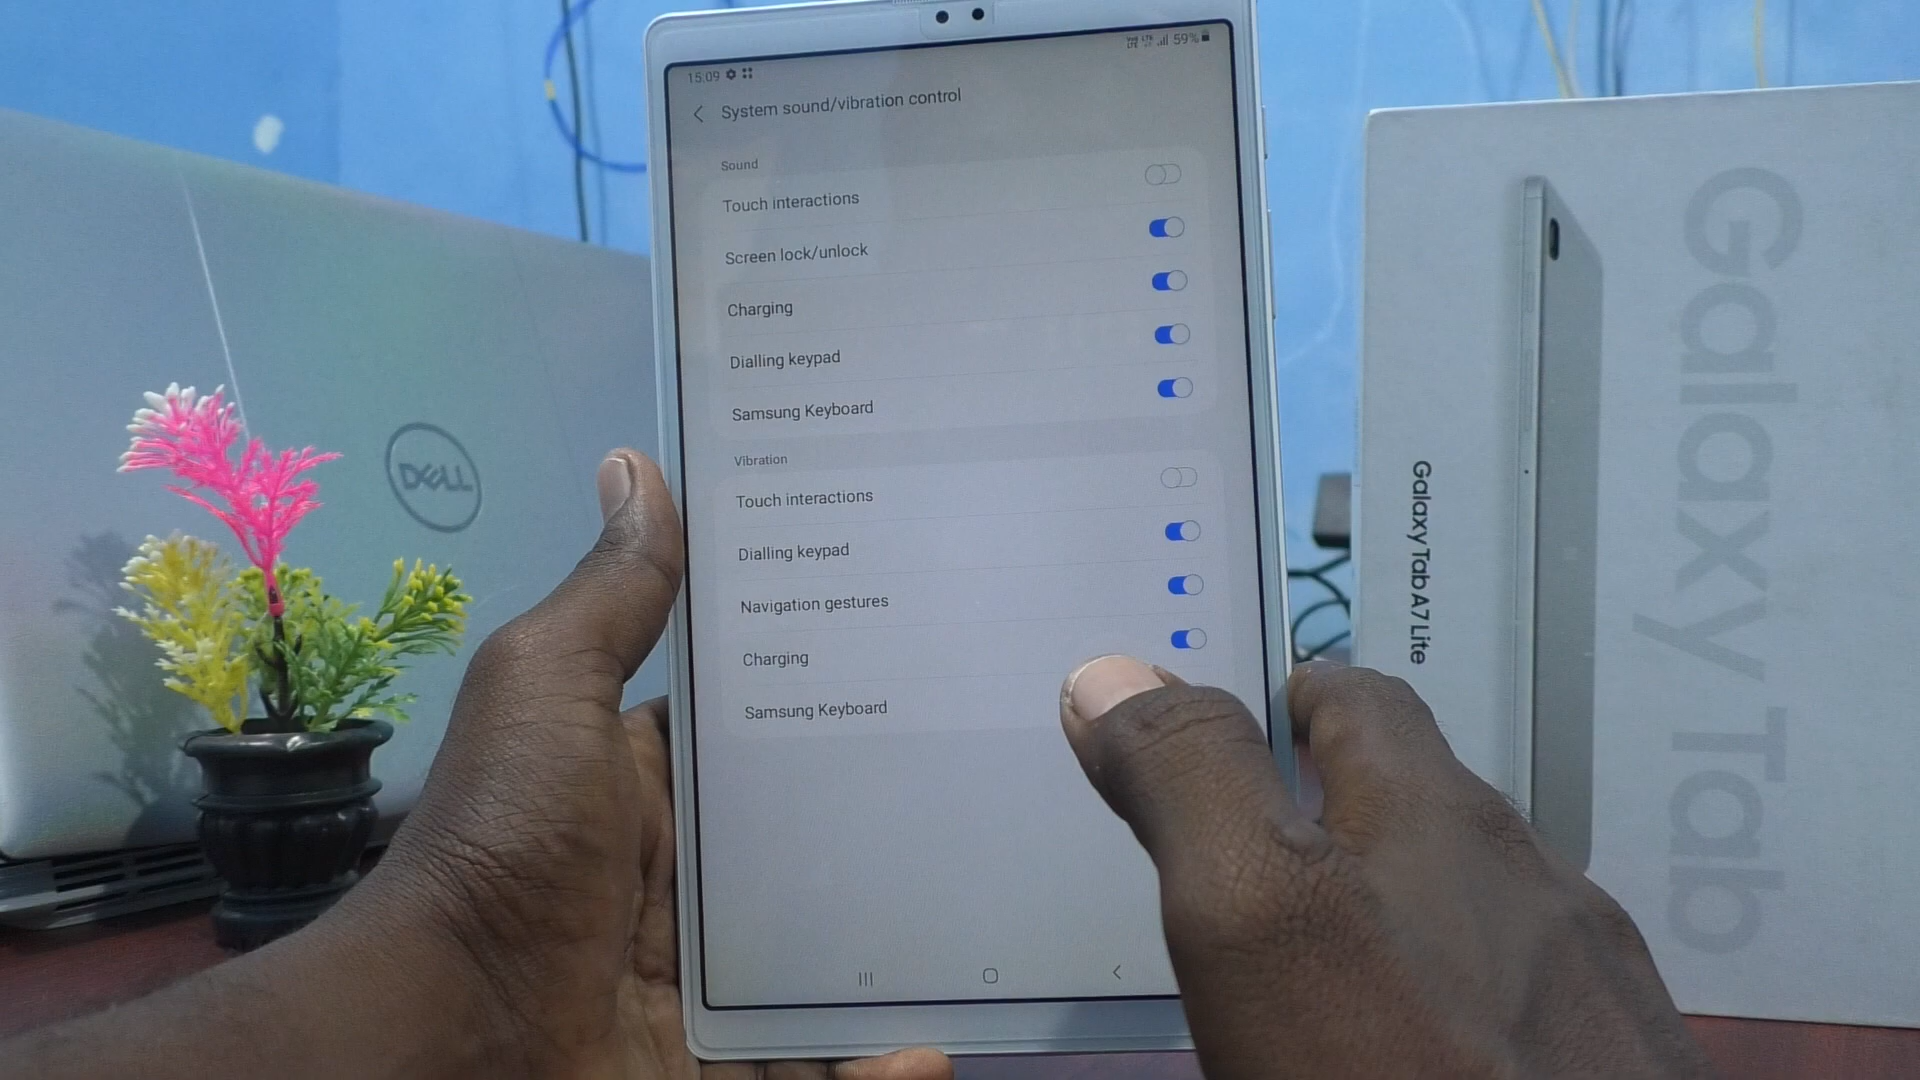 15:09
59%
System sound/vibration control
Sound
Touch interactions
Screen lock/unlock
Charging
Dialling keypad
Samsung Keyboard
Vibration
Touch interactions
Dialling keypad
Navigation gestures
Charging
Samsung Keyboard
DELL
Galaxy Tab A7 Lite
Galaxy Tab